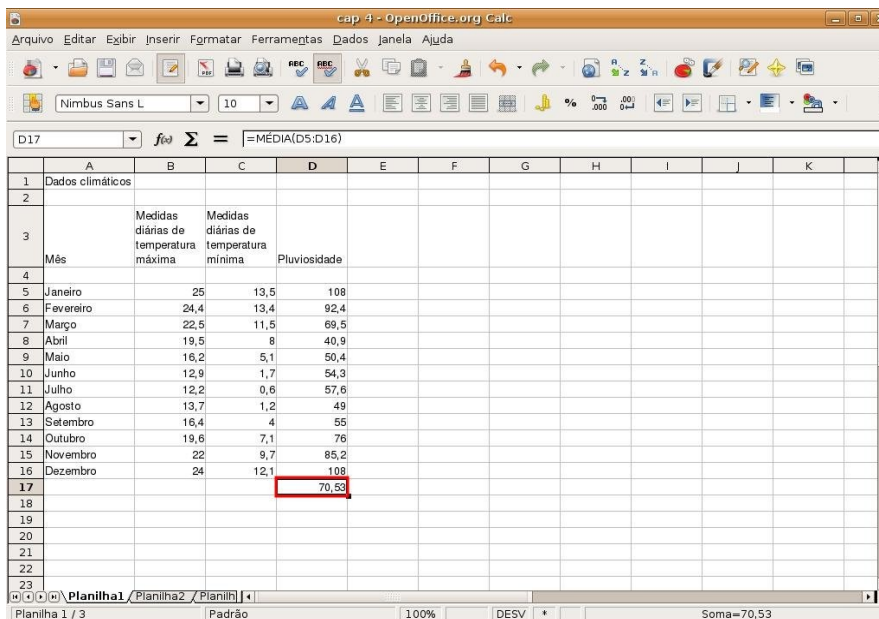 cap 4 - OpenOffice.org Calc
Arquivo Editar Exibir Inserir Formatar Ferramentas Dados Janela Ajuda
Nimbus Sans L 10
D17 f(x) Σ = =MÉDIA(D5:D16)
A B C D E F G H I J K
1 Dados climáticos
2
3 Mês Medidas diárias de temperatura máxima Medidas diárias de temperatura mínima Pluviosidade
4
5 Janeiro 25 13,5 108
6 Fevereiro 24,4 13,4 92,4
7 Março 22,5 11,5 69,5
8 Abril 19,5 8 40,9
9 Maio 16,2 5,1 50,4
10 Junho 12,9 1,7 54,3
11 Julho 12,2 0,6 57,6
12 Agosto 13,7 1,2 49
13 Setembro 16,4 4 55
14 Outubro 19,6 7,1 76
15 Novembro 22 9,7 85,2
16 Dezembro 24 12,1 108
17 70,53
18
19
20
21
22
23
Planilha1 Planilha2 Planilh
Planilha 1 / 3 Padrão 100% DESV * Soma=70,53